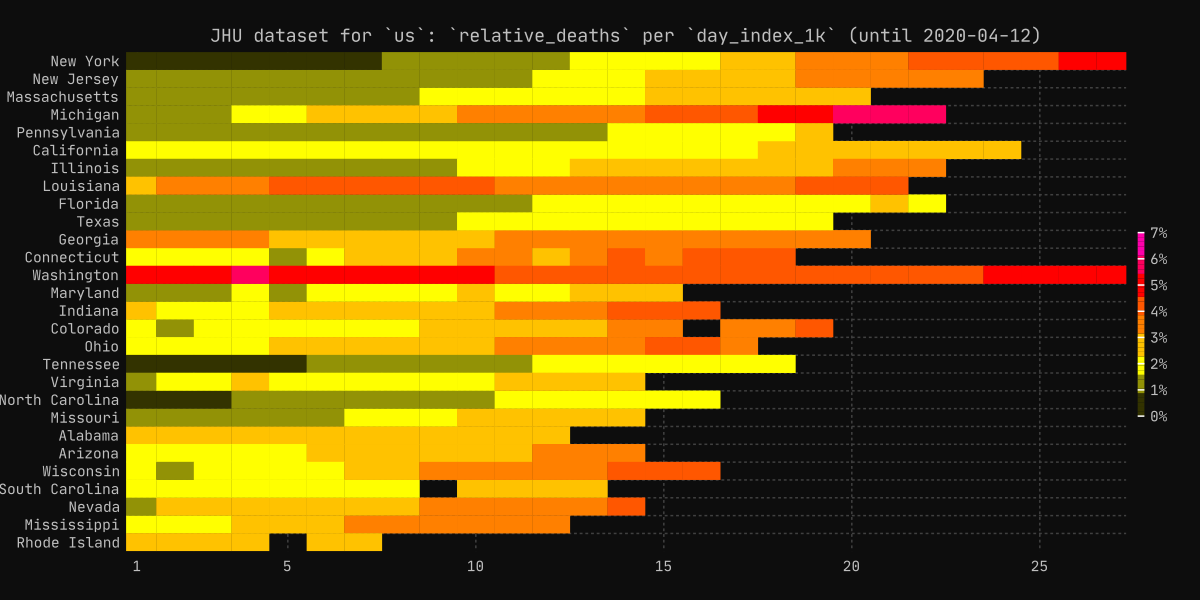 JHU dataset for `us`: `relative_deaths` per `day_index_1k` (until 2020-04-12)
New York
New Jersey
Massachusetts
Michigan
Pennsylvania
California
Illinois
Louisiana
Florida
Texas
Georgia
Connecticut
Washington
Maryland
Indiana
Colorado
Ohio
Tennessee
Virginia
North Carolina
Missouri
Alabama
Arizona
Wisconsin
South Carolina
Nevada
Mississippi
Rhode Island
1 5 10 15 20 25
7%
6%
5%
4%
3%
2%
1%
0%